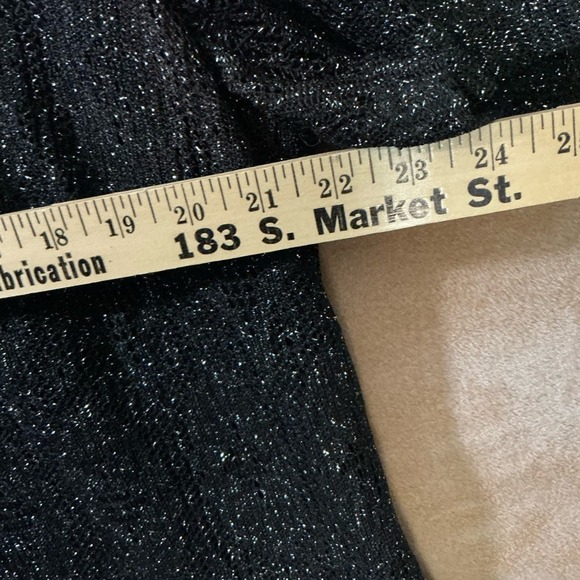 18 19 20 21 22 23 24
183 S. Market St.
brication